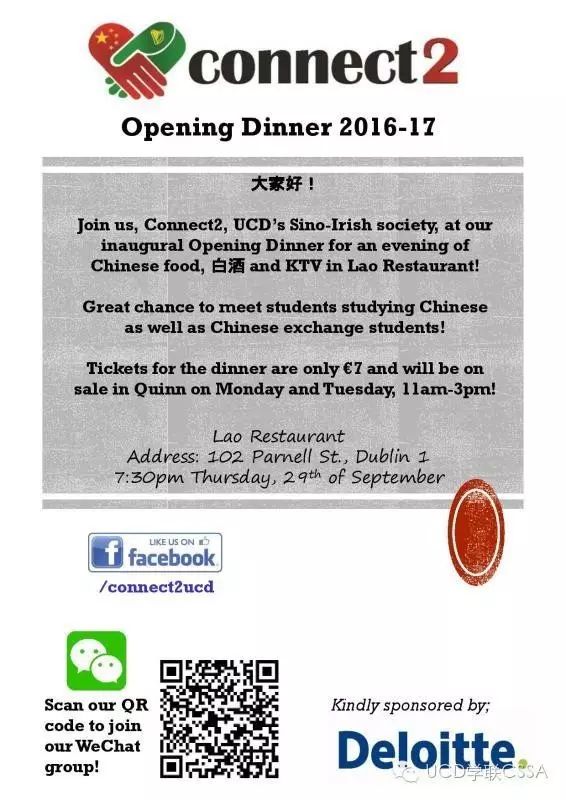 connect2
Opening Dinner 2016-17
大家好！
Join us, Connect2, UCD's Sino-Irish society, at our
inaugural Opening Dinner for an evening of
Chinese food, 白酒 and KTV in Lao Restaurant!
Great chance to meet students studying Chinese
as well as Chinese exchange students!
Tickets for the dinner are only €7 and will be on
sale in Quinn on Monday and Tuesday, 11am-3pm!
Lao Restaurant
Address: 102 Parnell St., Dublin 1
7:30pm Thursday, 29th of September
LIKE US ON
facebook
/connect2ucd
Scan our QR
code to join
our WeChat
group!
Kindly sponsored by;
Deloitte.
UCD学联CSSA